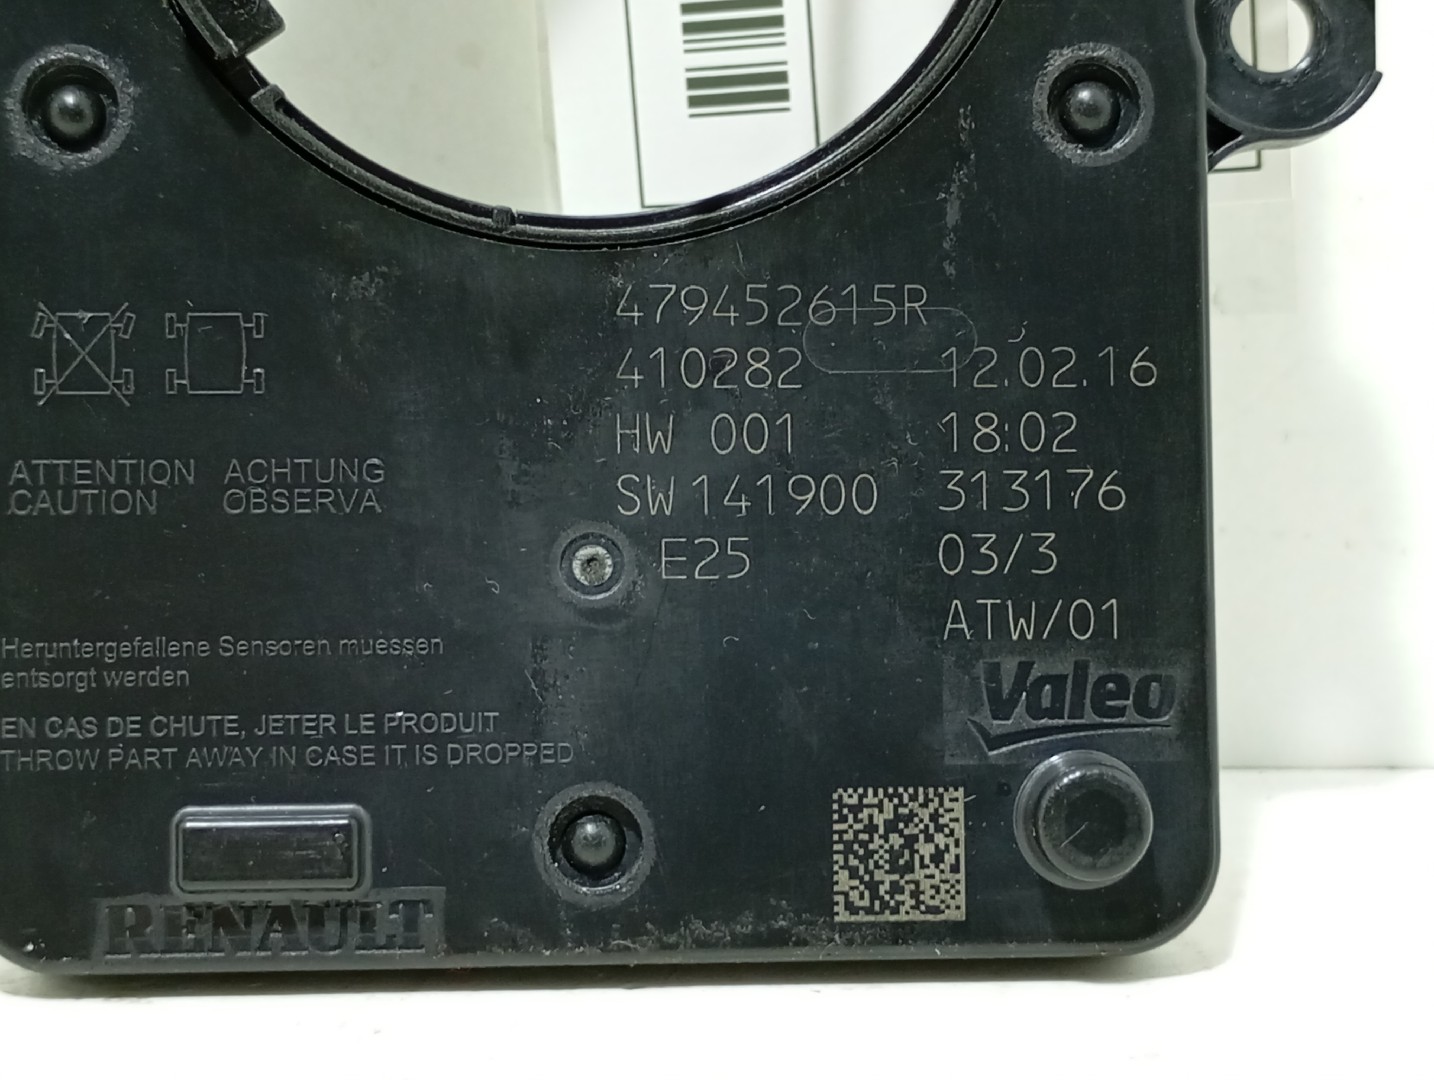 479452615R
410282 12.02.16
HW 001 18:02
SW 141900 313176
E25 03/3
ATW/01
ATTENTION ACHTUNG
CAUTION OBSERVA
Heruntergefallene Sensoren muessen
entsorgt werden
EN CAS DE CHUTE, JETER LE PRODUIT
THROW PART AWAY IN CASE IT IS DROPPED
Valeo
RENAULT